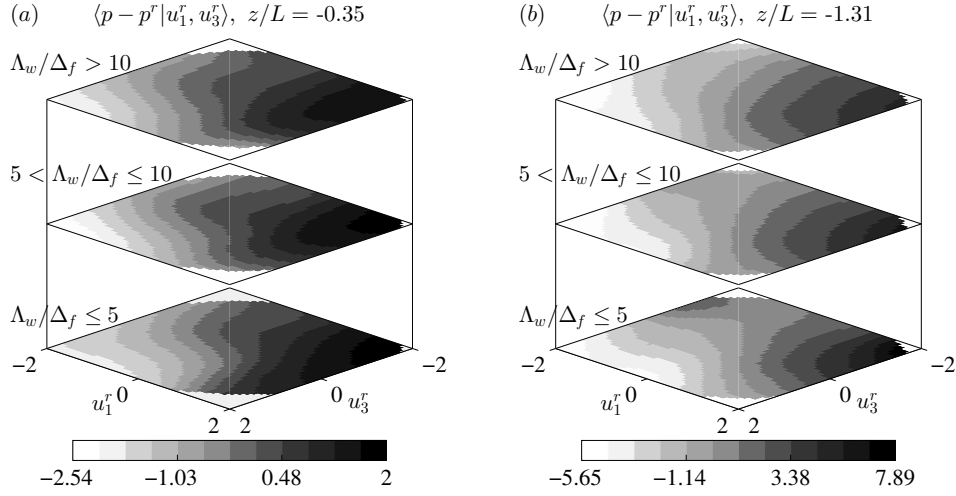 (a) ⟨p − p^r|u_1^r, u_3^r⟩, z/L = -0.35
Λ_w/Δ_f > 10
5 < Λ_w/Δ_f ≤ 10
Λ_w/Δ_f ≤ 5
−2 −2
0 0
u_1^r u_3^r
2 2
−2.54 −1.03 0.48 2
(b) ⟨p − p^r|u_1^r, u_3^r⟩, z/L = -1.31
Λ_w/Δ_f > 10
5 < Λ_w/Δ_f ≤ 10
Λ_w/Δ_f ≤ 5
−2 −2
0 0
u_1^r u_3^r
2 2
−5.65 −1.14 3.38 7.89